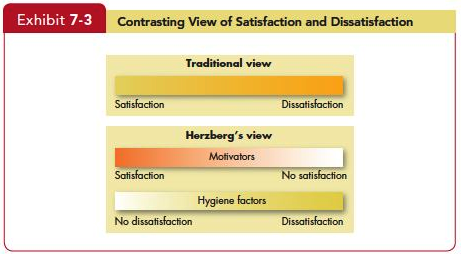 Exhibit 7-3 Contrasting View of Satisfaction and Dissatisfaction
Traditional view
Satisfaction Dissatisfaction
Herzberg's view
Motivators
Satisfaction No satisfaction
Hygiene factors
No dissatisfaction Dissatisfaction